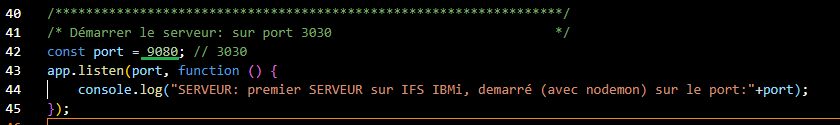 40 /******************************************************************/
41 /* Démarrer le serveur: sur port 3030 */
42 const port = 9080; // 3030
43 app.listen(port, function () {
44 console.log("SERVEUR: premier SERVEUR sur IFS IBMi, demarré (avec nodemon) sur le port:"+port);
45 });